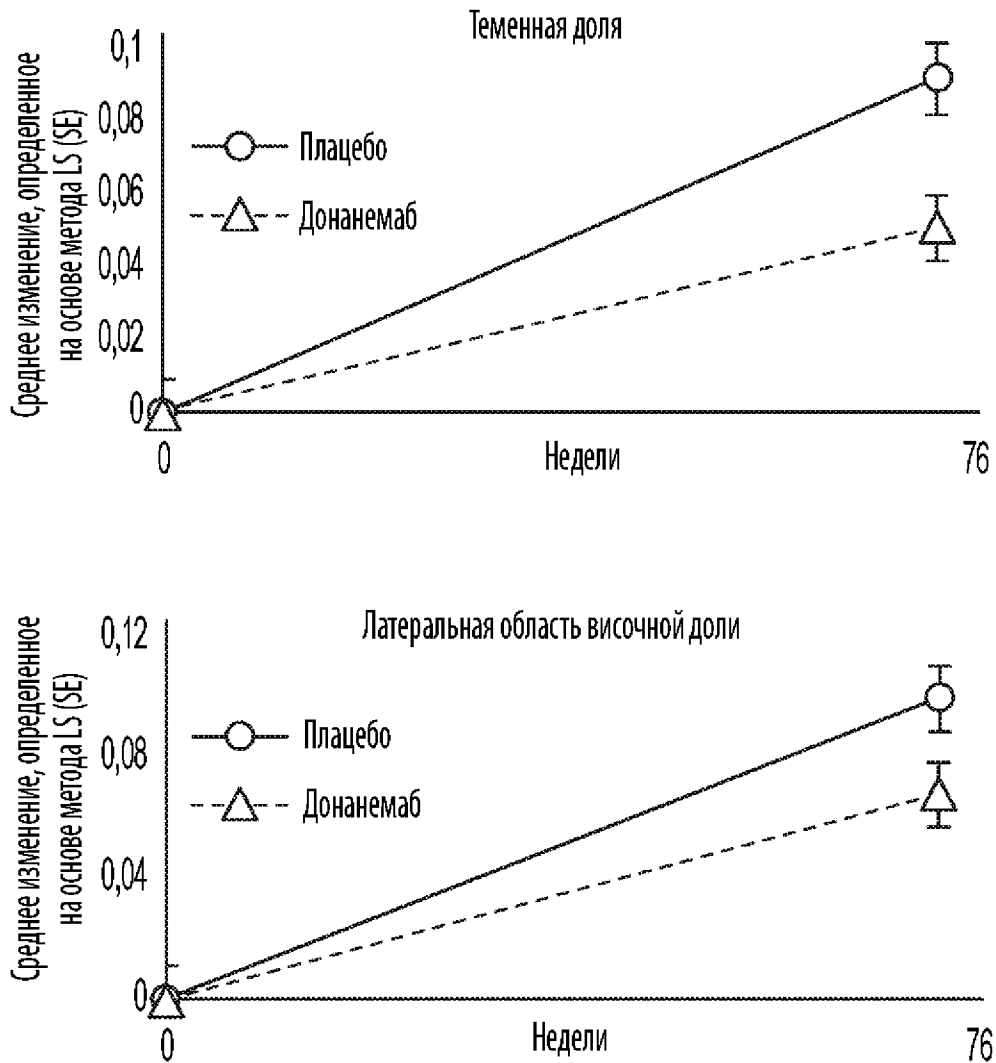 Теменная доля
Среднее изменение, определенное
на основе метода LS (SE)
0,1
0,08
0,06
0,04
0,02
0
Плацебо
Донанемаб
0
Недели
76
Латеральная область височной доли
Среднее изменение, определенное
на основе метода LS (SE)
0,12
0,08
0,04
0
Плацебо
Донанемаб
0
Недели
76